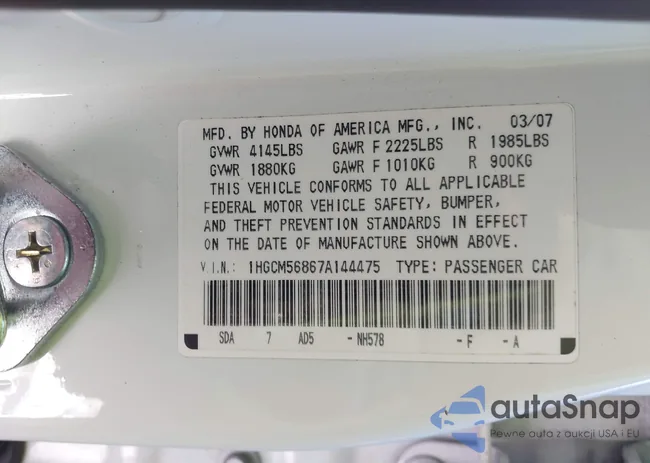 MFD. BY HONDA OF AMERICA MFG., INC. 03/07
GVWR 4145LBS GAWR F 2225LBS R 1985LBS
GVWR 1880KG GAWR F 1010KG R 900KG
THIS VEHICLE CONFORMS TO ALL APPLICABLE
FEDERAL MOTOR VEHICLE SAFETY, BUMPER,
AND THEFT PREVENTION STANDARDS IN EFFECT
ON THE DATE OF MANUFACTURE SHOWN ABOVE.
V.I.N.: 1HGCM56867A144475 TYPE: PASSENGER CAR
SDA 7 AD5 -NH578 -F -A
autaSnap
Pewne auta z aukcji USA i EU